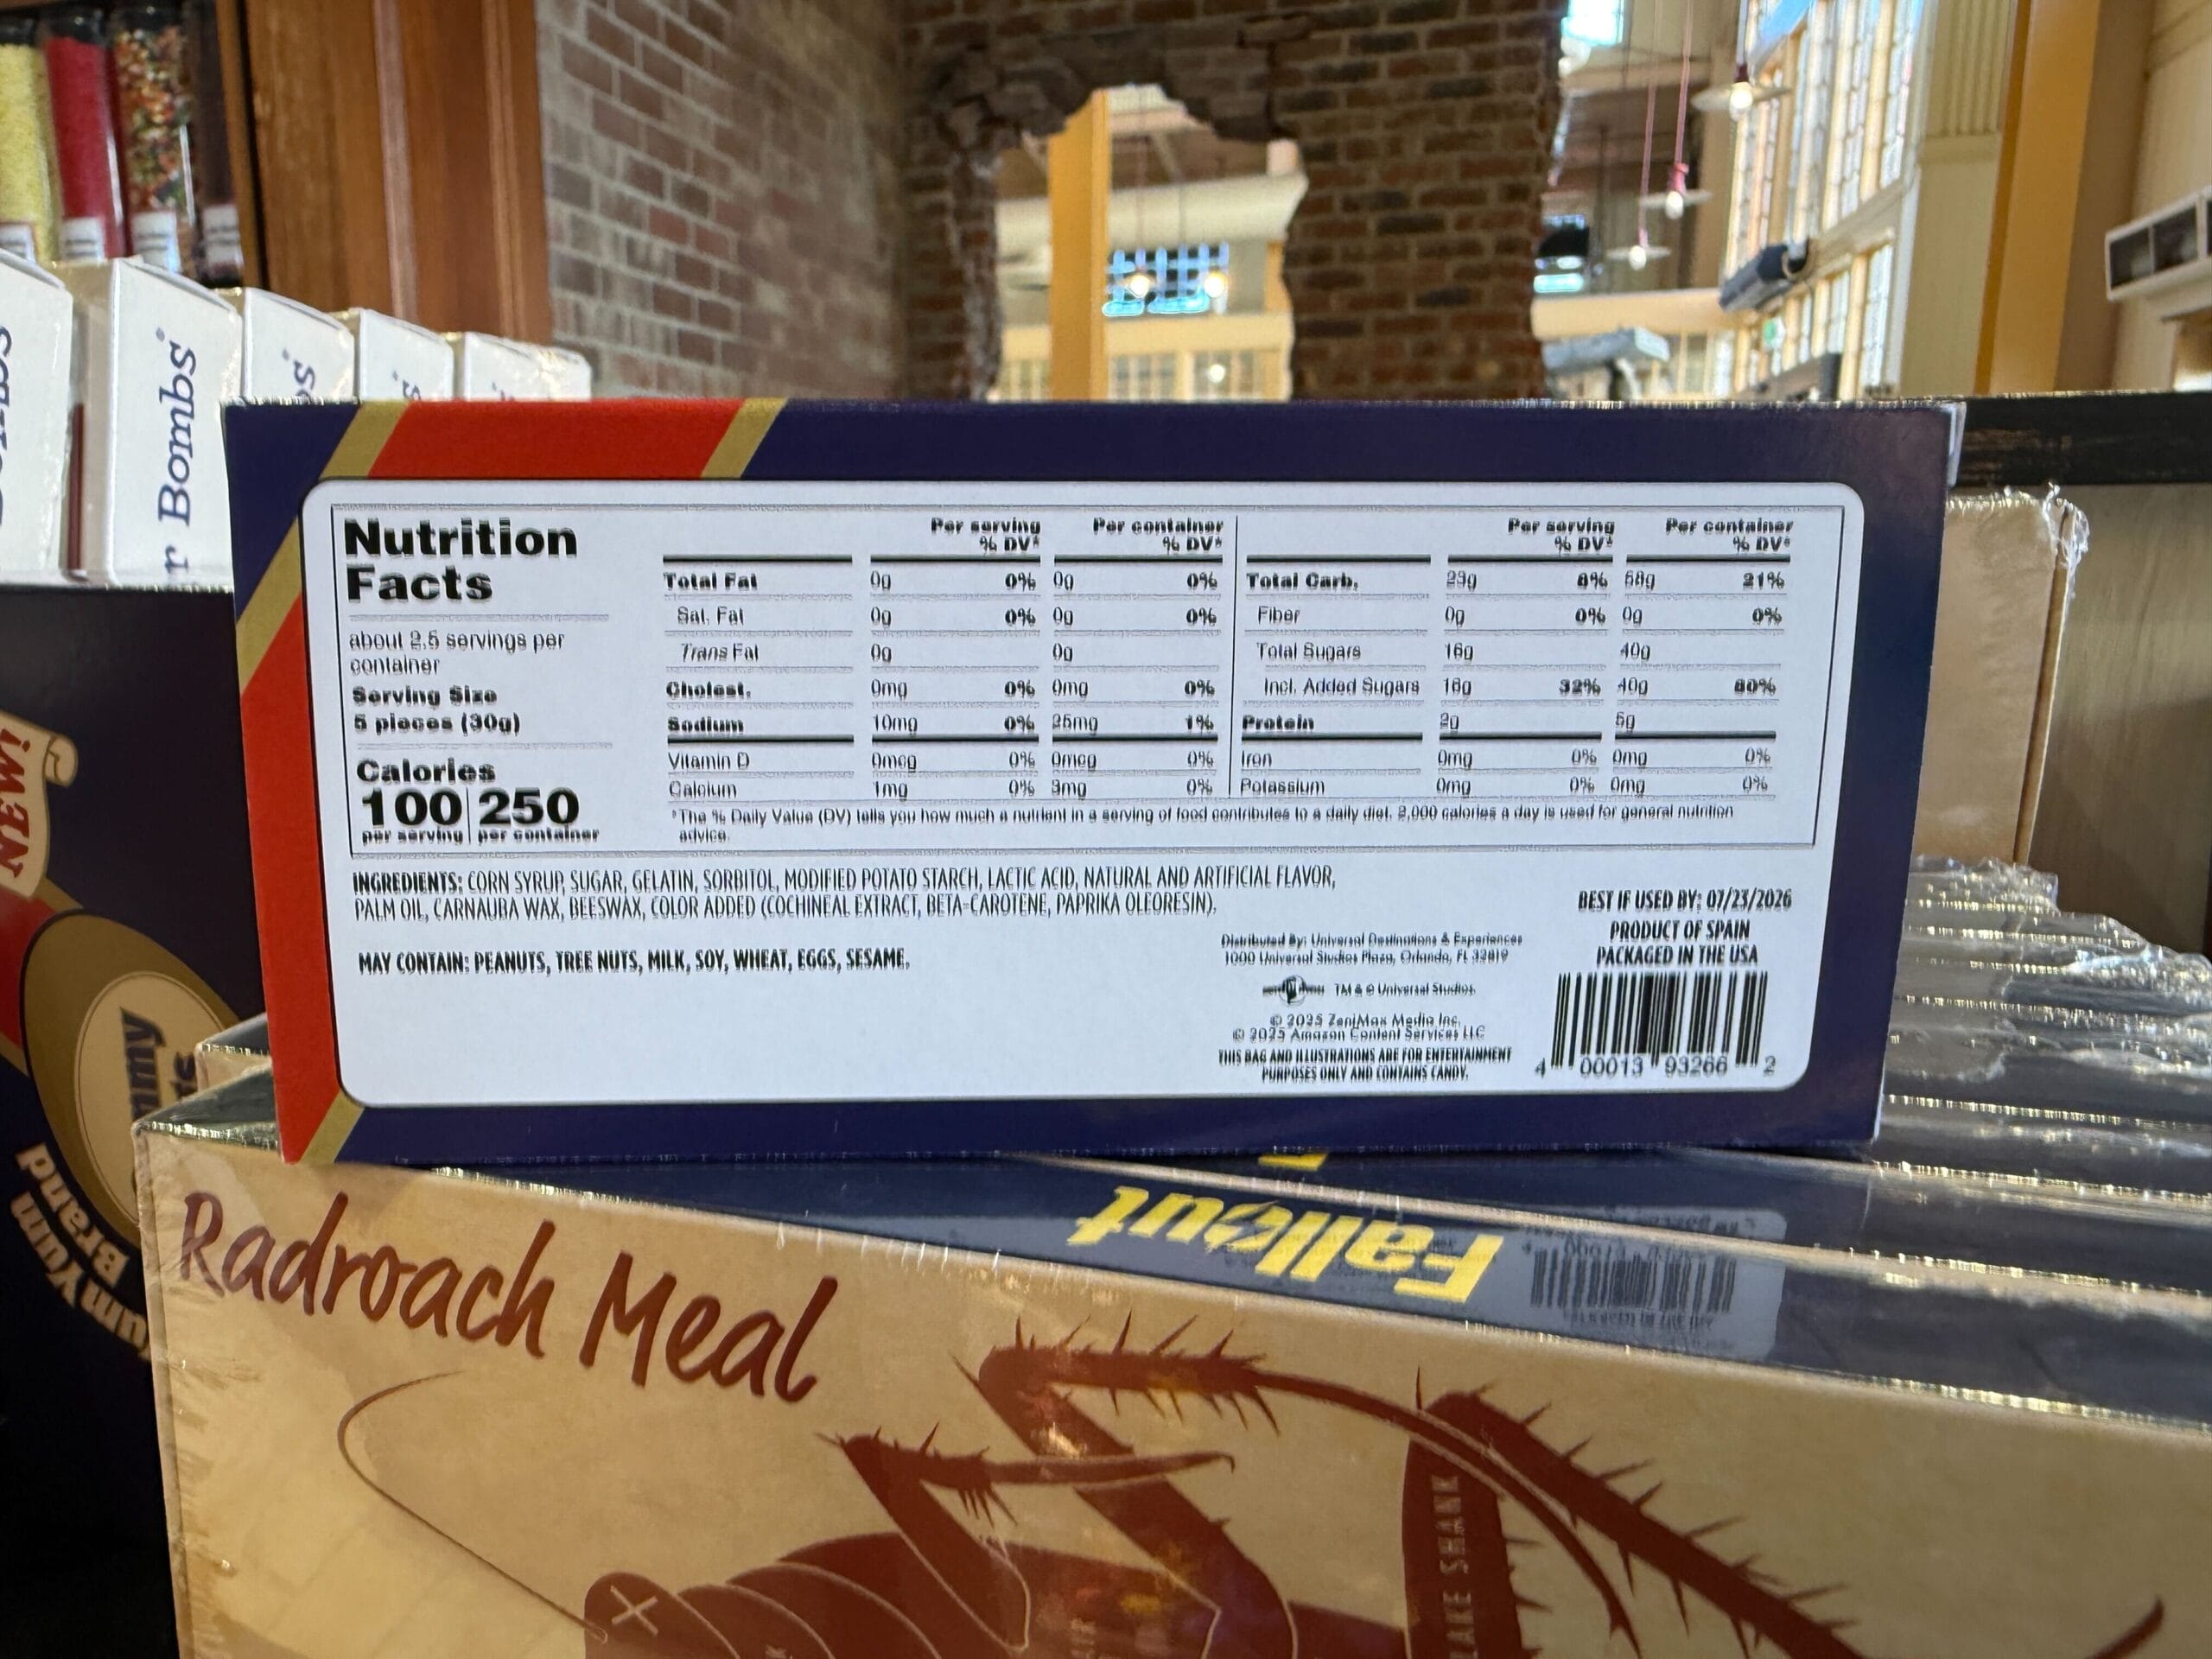 Bombs
r Bombs
Nutrition
Facts
about 2.5 servings per
container
Serving Size
5 pieces (30g)
Calories
100 250
per serving per container
Per serving Per container
% DV* % DV*
Total Fat 0g 0% 0g 0%
Sat. Fat 0g 0% 0g 0%
Trans Fat 0g 0g
Cholest. 0mg 0% 0mg 0%
Sodium 10mg 0% 25mg 1%
Vitamin D 0mcg 0% 0mcg 0%
Calcium 1mg 0% 3mg 0%
Per serving Per container
% DV* % DV*
Total Carb. 23g 8% 58g 21%
Fiber 0g 0% 0g 0%
Total Sugars 16g 40g
Incl. Added Sugars 16g 32% 40g 80%
Protein 2g 5g
Iron 0mg 0% 0mg 0%
Potassium 0mg 0% 0mg 0%
*The % Daily Value (DV) tells you how much a nutrient in a serving of food contributes to a daily diet. 2,000 calories a day is used for general nutrition
advice.
INGREDIENTS: CORN SYRUP, SUGAR, GELATIN, SORBITOL, MODIFIED POTATO STARCH, LACTIC ACID, NATURAL AND ARTIFICIAL FLAVOR,
PALM OIL, CARNAUBA WAX, BEESWAX, COLOR ADDED (COCHINEAL EXTRACT, BETA-CAROTENE, PAPRIKA OLEORESIN).
MAY CONTAIN: PEANUTS, TREE NUTS, MILK, SOY, WHEAT, EGGS, SESAME.
Distributed By: Universal Destinations & Experiences
1000 Universal Studios Plaza, Orlando, FL 32819
TM & © Universal Studios.
© 2025 ZeniMax Media Inc.
© 2025 Amazon Content Services LLC
THIS BAG AND ILLUSTRATIONS ARE FOR ENTERTAINMENT
PURPOSES ONLY AND CONTAINS CANDY.
BEST IF USED BY: 07/23/2026
PRODUCT OF SPAIN
PACKAGED IN THE USA
4 00013 93266 2
NEW!
YumYum
Brand
Fallout
Radroach Meal
SHANK